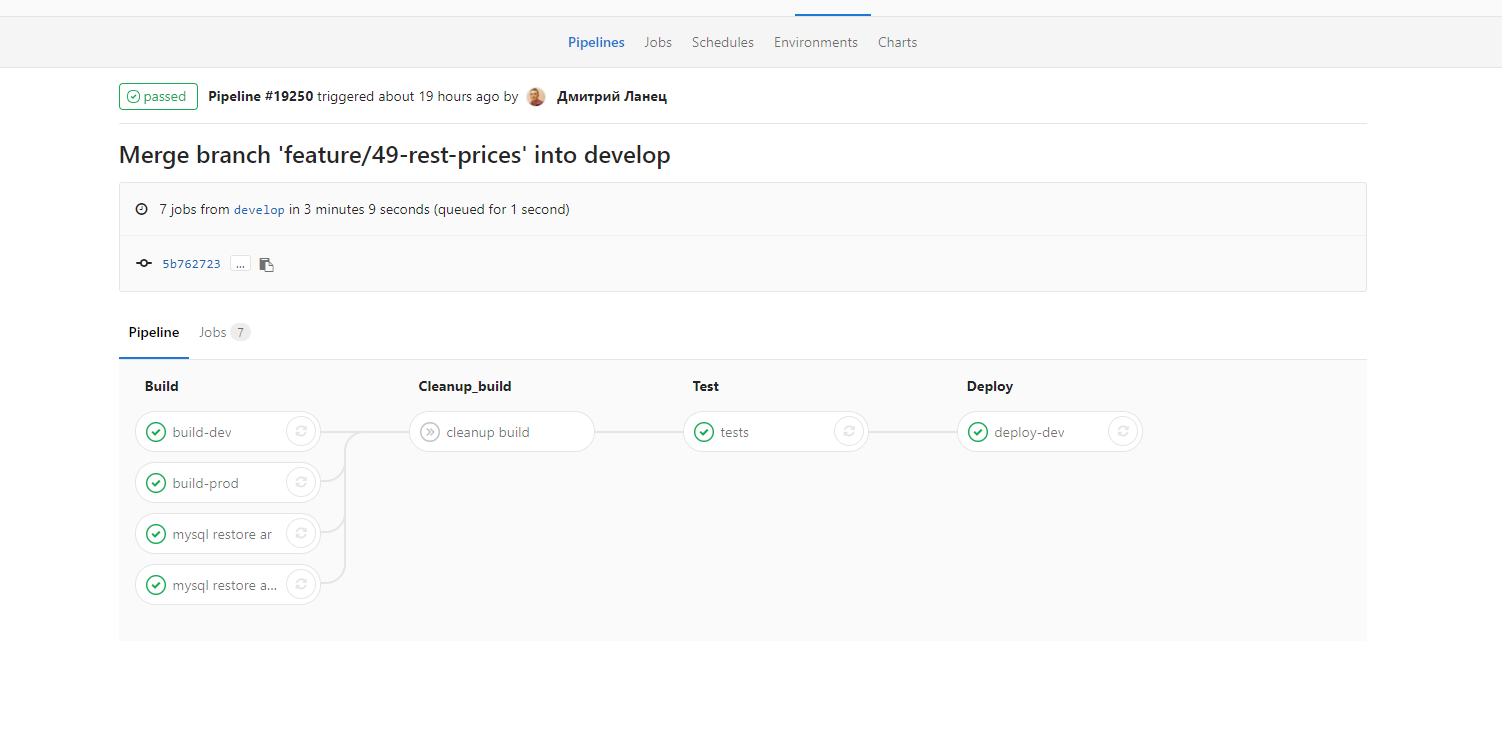 Pipelines Jobs Schedules Environments Charts
passed Pipeline #19250 triggered about 19 hours ago by Дмитрий Ланец
Merge branch 'feature/49-rest-prices' into develop
7 jobs from develop in 3 minutes 9 seconds (queued for 1 second)
5b762723 ...
Pipeline Jobs 7
Build Cleanup_build Test Deploy
build-dev cleanup build tests deploy-dev
build-prod
mysql restore ar
mysql restore a...